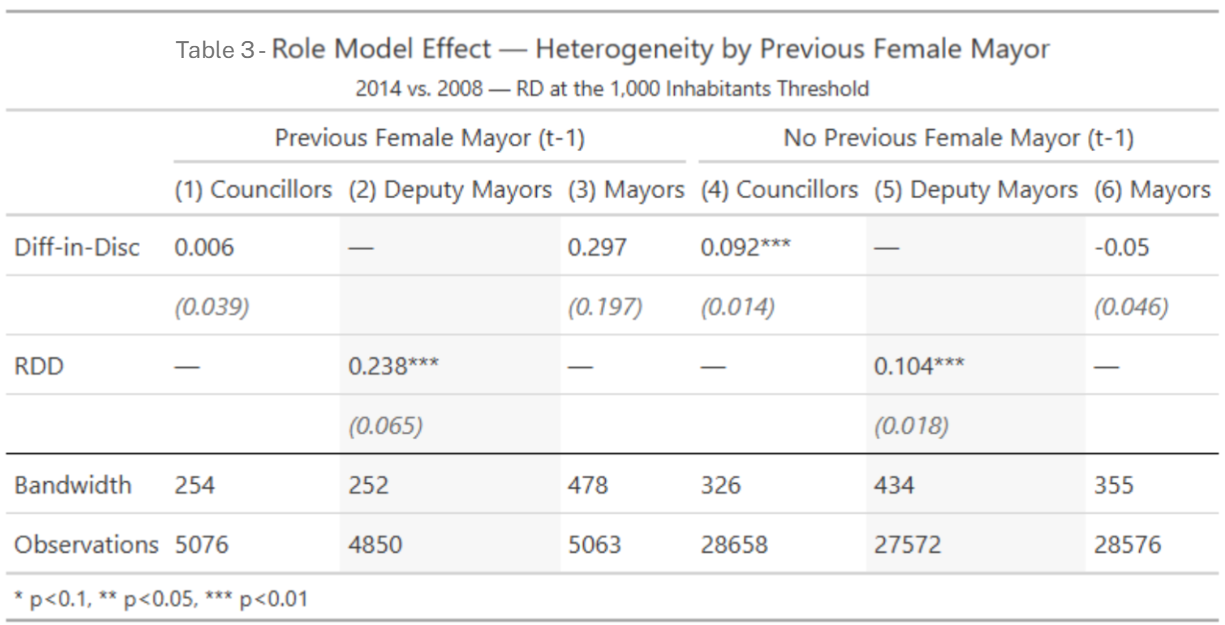 Table 3 - Role Model Effect — Heterogeneity by Previous Female Mayor
2014 vs. 2008 — RD at the 1,000 Inhabitants Threshold
Previous Female Mayor (t-1) No Previous Female Mayor (t-1)
(1) Councillors (2) Deputy Mayors (3) Mayors (4) Councillors (5) Deputy Mayors (6) Mayors
Diff-in-Disc 0.006 — 0.297 0.092*** — -0.05
(0.039) (0.197) (0.014) (0.046)
RDD — 0.238*** — — 0.104*** —
(0.065) (0.018)
Bandwidth 254 252 478 326 434 355
Observations 5076 4850 5063 28658 27572 28576
* p<0.1, ** p<0.05, *** p<0.01